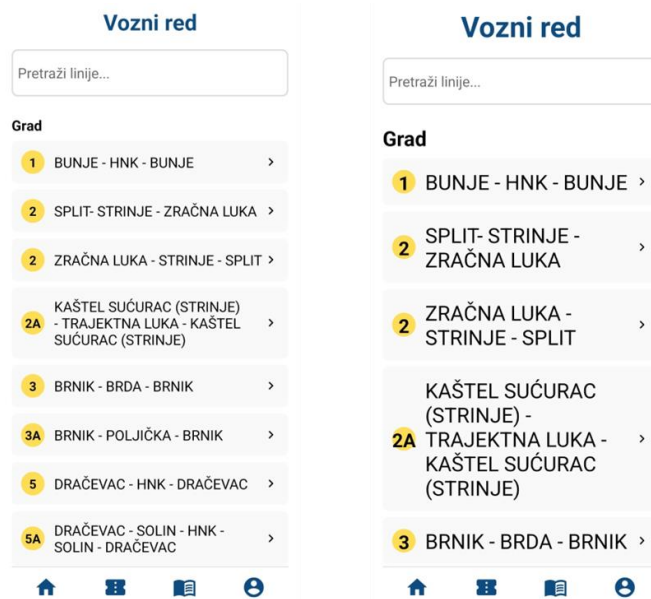 Vozni red
Pretraži linije...
Grad
1 BUNJE - HNK - BUNJE
2 SPLIT- STRINJE - ZRAČNA LUKA
2 ZRAČNA LUKA - STRINJE - SPLIT
KAŠTEL SUĆURAC (STRINJE)
2A - TRAJEKTNA LUKA - KAŠTEL
SUĆURAC (STRINJE)
3 BRNIK - BRDA - BRNIK
3A BRNIK - POLJIČKA - BRNIK
5 DRAČEVAC - HNK - DRAČEVAC
5A DRAČEVAC - SOLIN - HNK -
SOLIN - DRAČEVAC
Vozni red
Pretraži linije...
Grad
1 BUNJE - HNK - BUNJE
2 SPLIT- STRINJE -
ZRAČNA LUKA
2 ZRAČNA LUKA -
STRINJE - SPLIT
KAŠTEL SUĆURAC
(STRINJE) -
2A TRAJEKTNA LUKA -
KAŠTEL SUĆURAC
(STRINJE)
3 BRNIK - BRDA - BRNIK